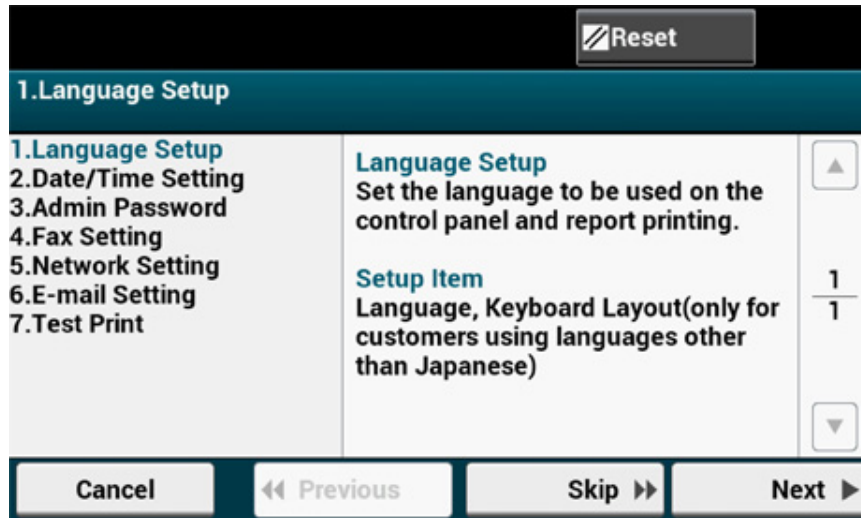 Reset
1.Language Setup
1.Language Setup
2.Date/Time Setting
3.Admin Password
4.Fax Setting
5.Network Setting
6.E-mail Setting
7.Test Print
Language Setup
Set the language to be used on the
control panel and report printing.
Setup Item
Language, Keyboard Layout(only for
customers using languages other
than Japanese)
1
1
Cancel
Previous
Skip
Next